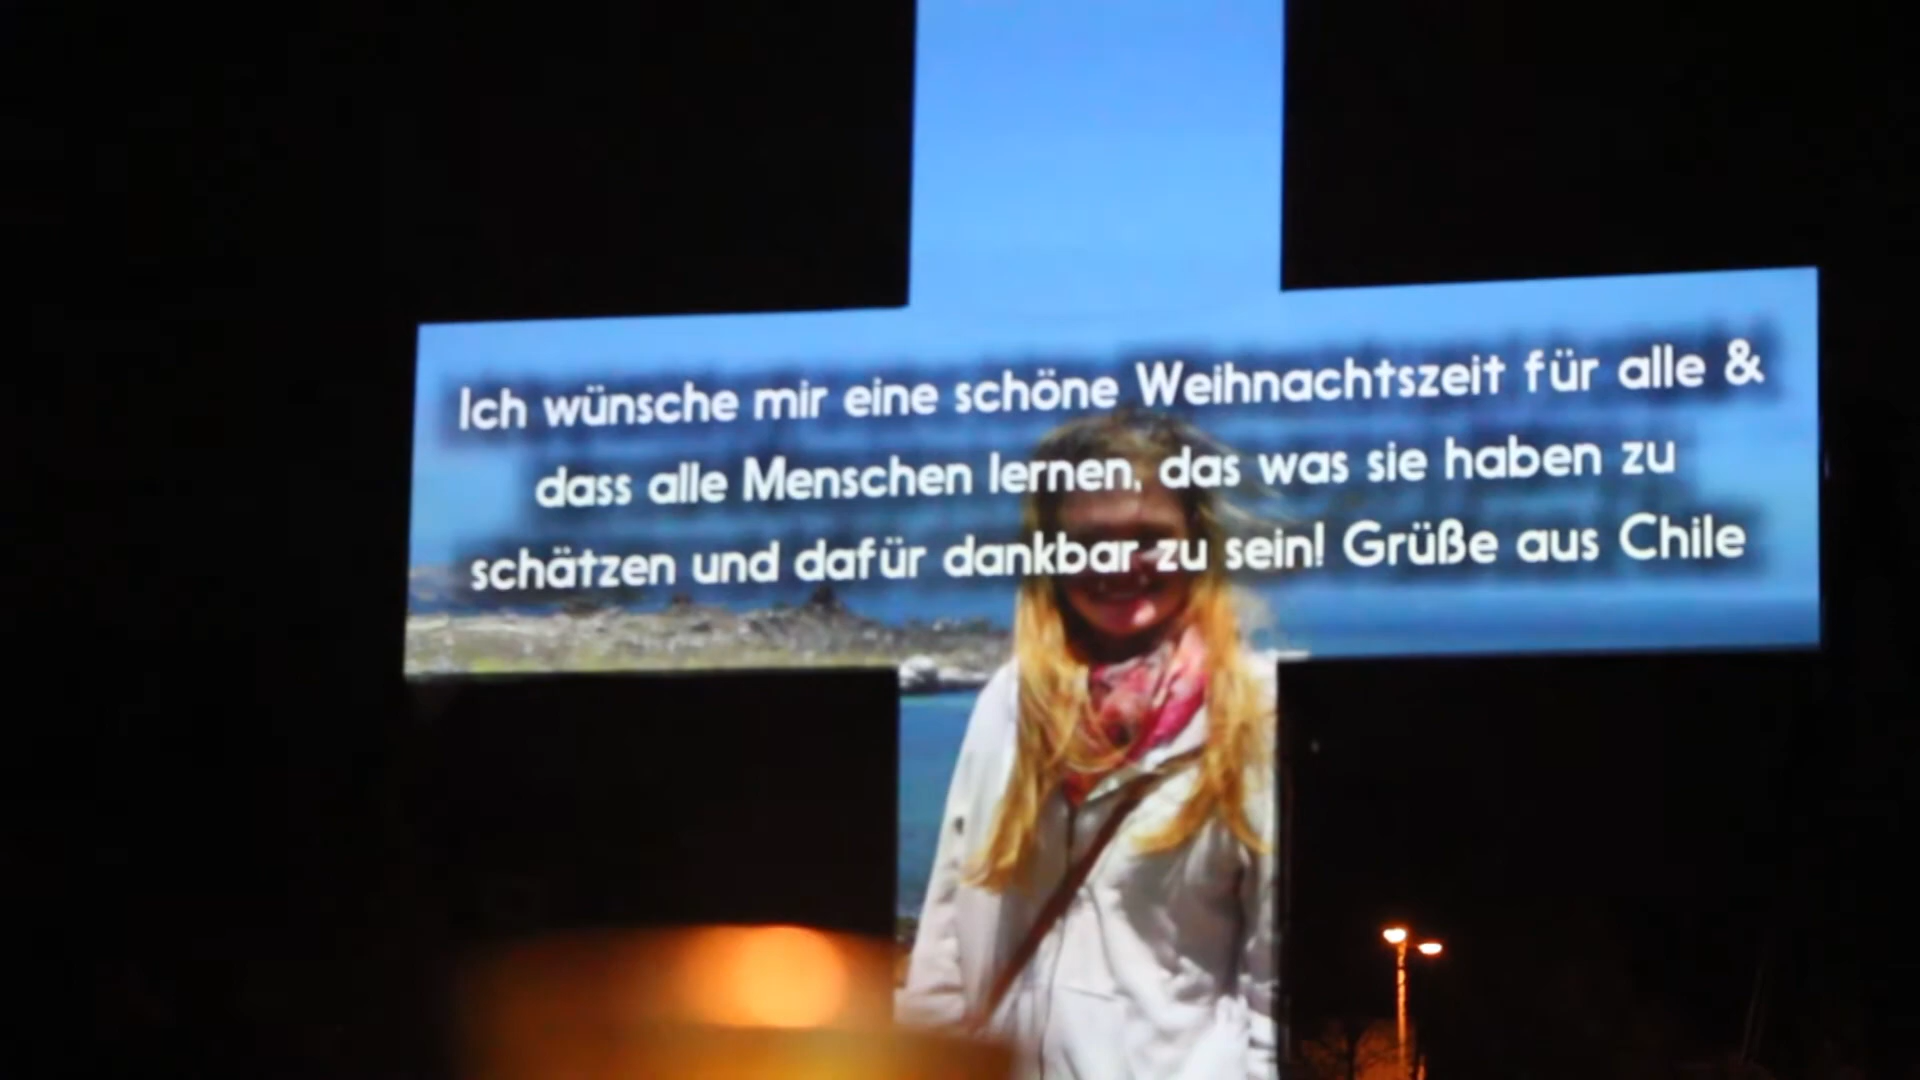 Ich wünsche mir eine schöne Weihnachtszeit für alle &
dass alle Menschen lernen, das was sie haben zu
schätzen und dafür dankbar zu sein! Grüße aus Chile